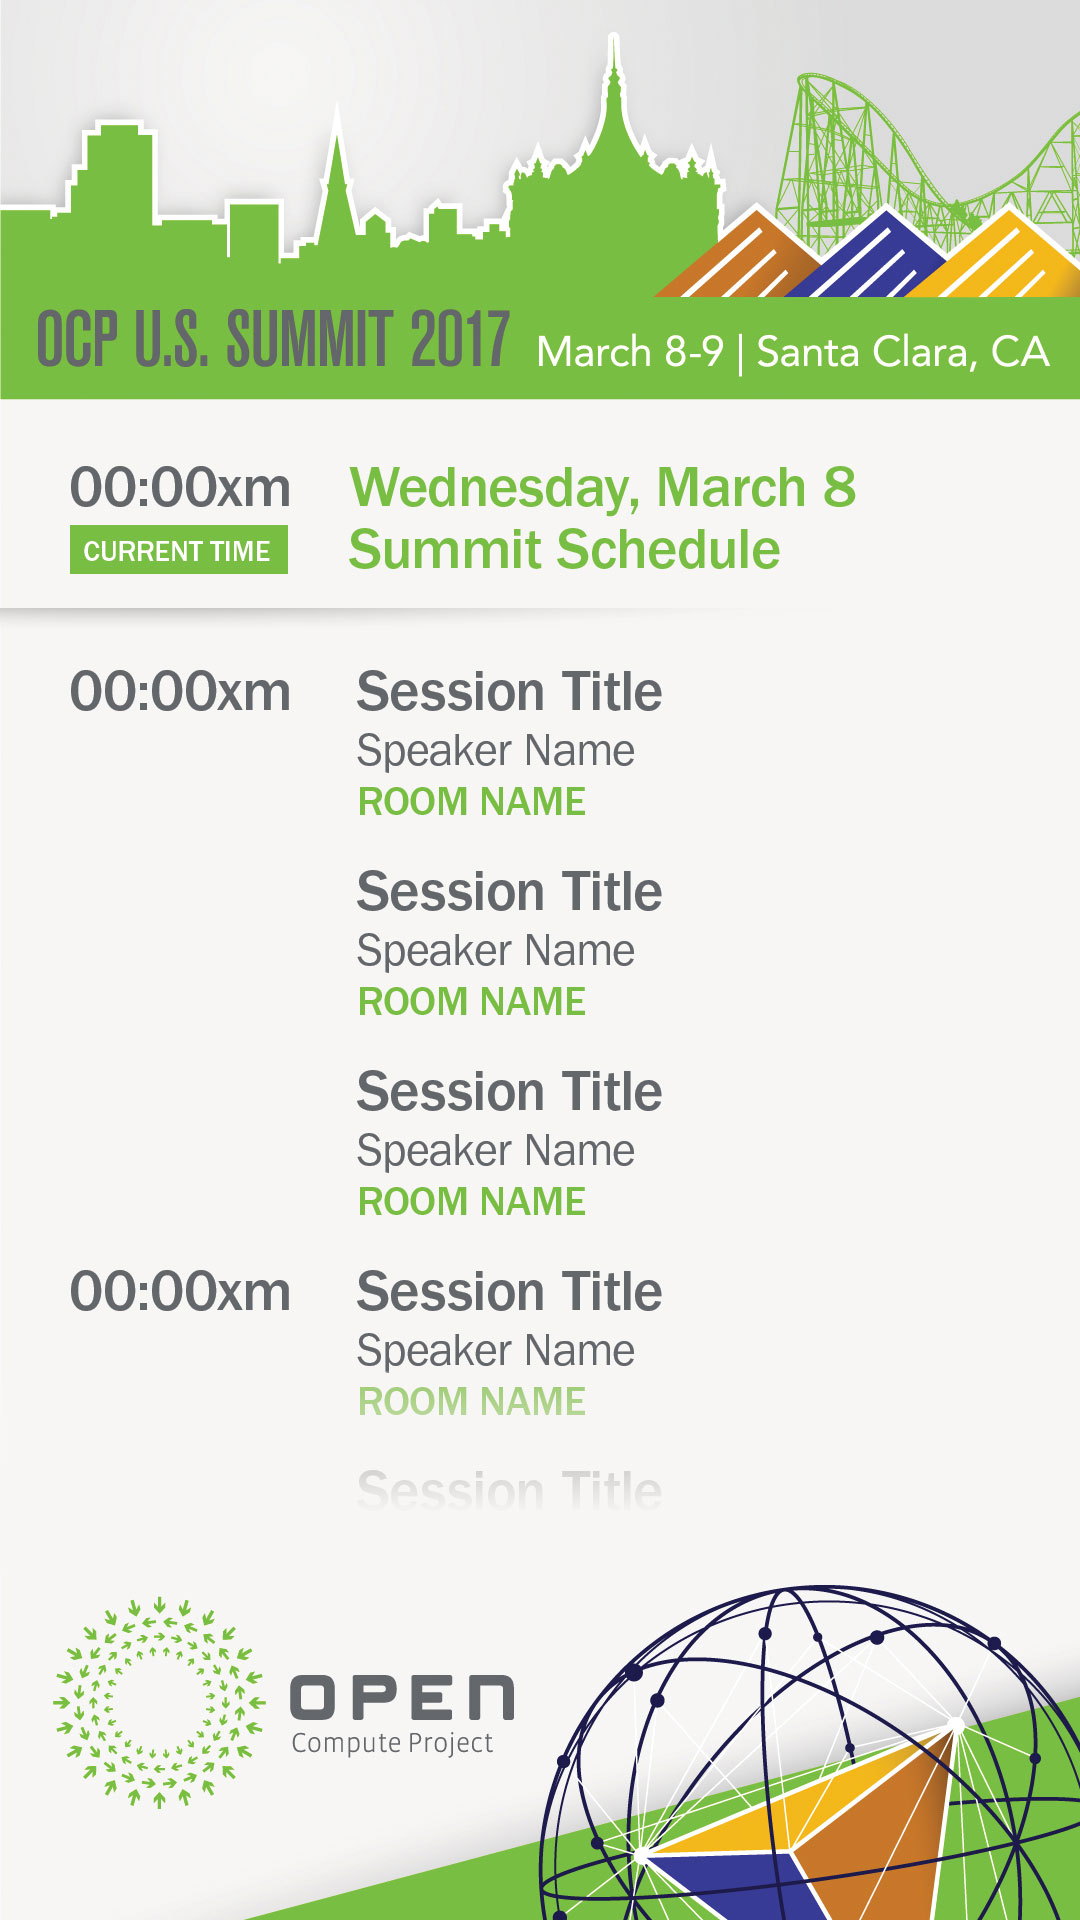 OCP U.S. SUMMIT 2017 March 8-9 | Santa Clara, CA
00:00xm Wednesday, March 8
CURRENT TIME Summit Schedule
00:00xm Session Title
Speaker Name
ROOM NAME
Session Title
Speaker Name
ROOM NAME
Session Title
Speaker Name
ROOM NAME
00:00xm Session Title
Speaker Name
ROOM NAME
Session Title
OPEN
Compute Project